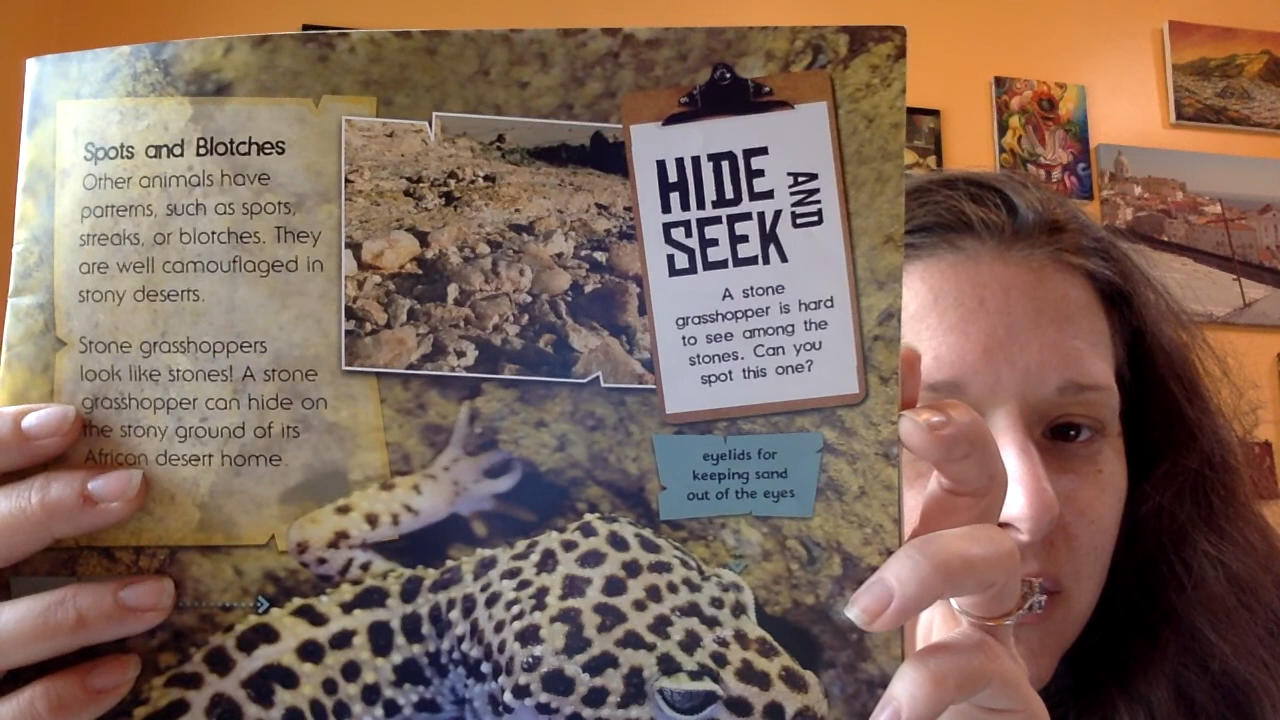 Spots and Blotches
Other animals have
patterns, such as spots,
streaks, or blotches. They
are well camouflaged in
stony deserts.
Stone grasshoppers
look like stones! A stone
grasshopper can hide on
the stony ground of its
African desert home.
HIDE
AND
SEEK
A stone
grasshopper is hard
to see among the
stones. Can you
spot this one?
eyelids for
keeping sand
out of the eyes